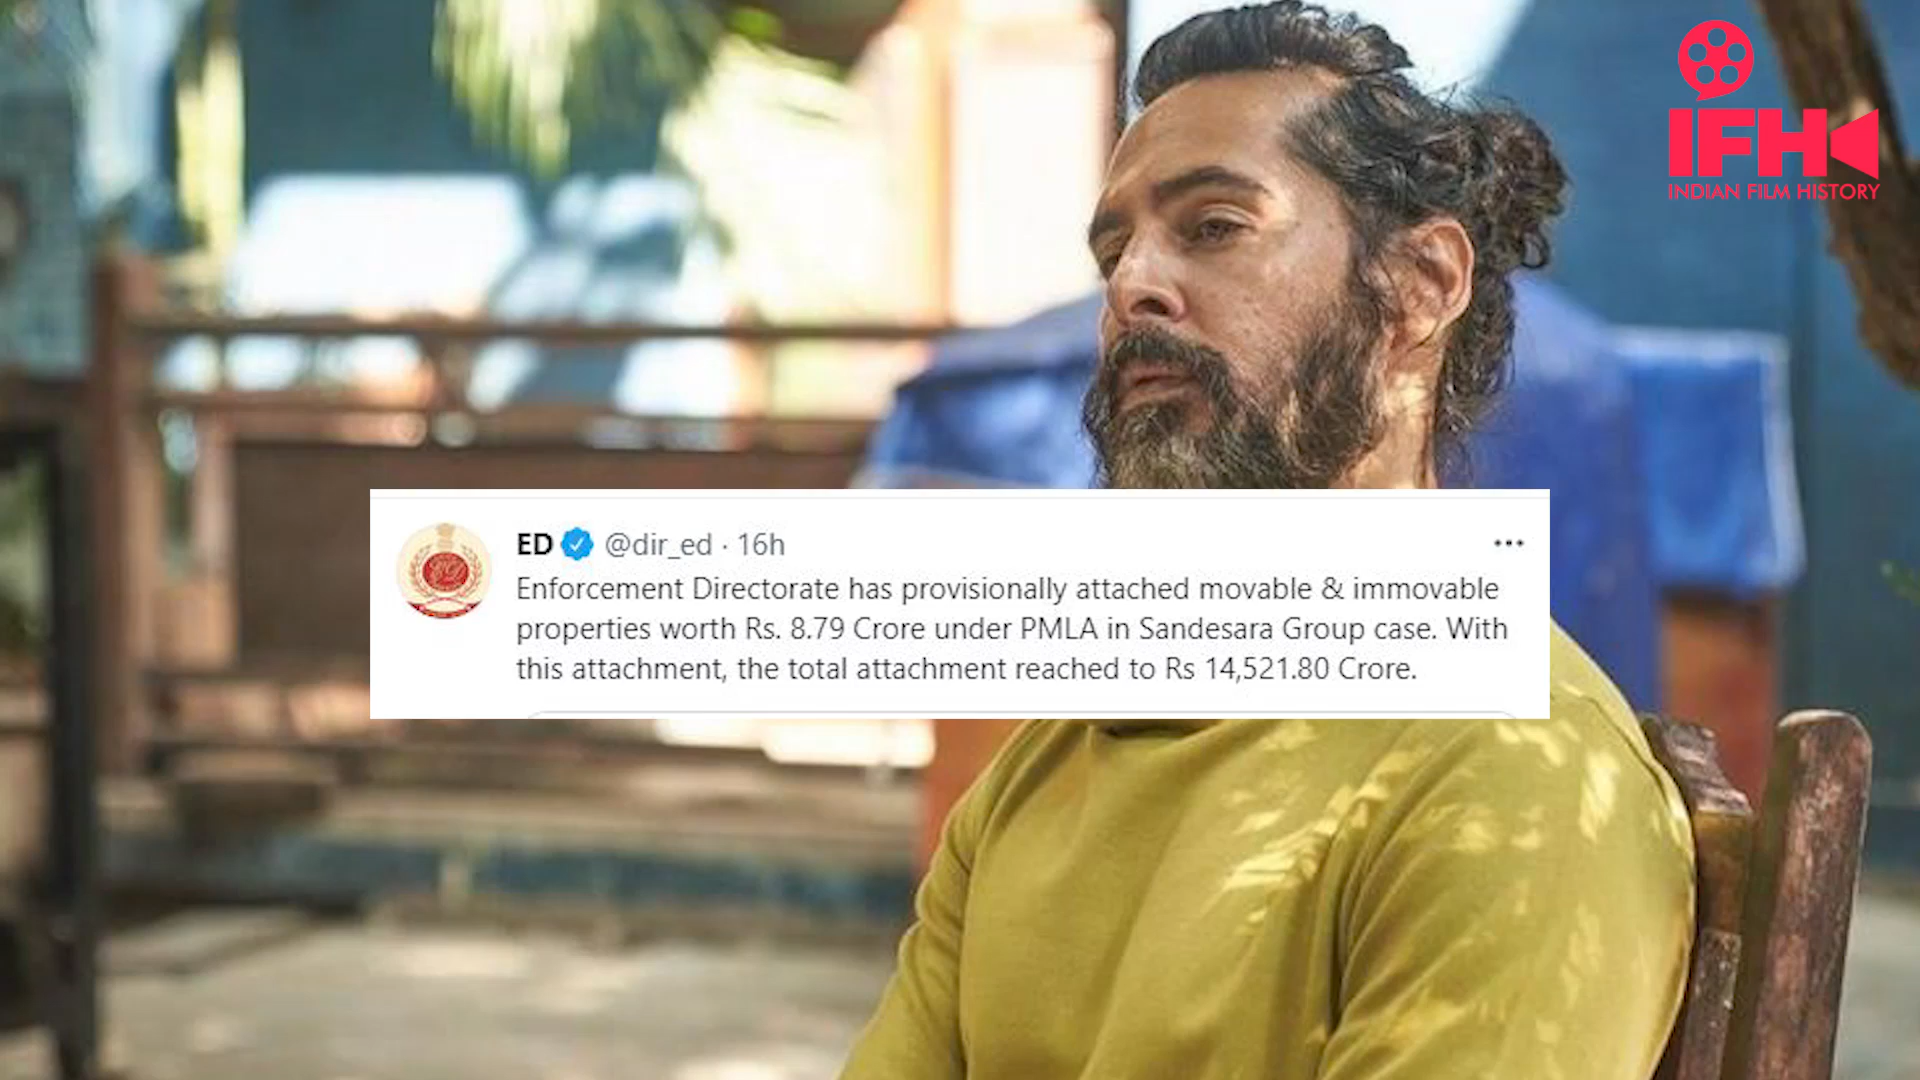 IFH
INDIAN FILM HISTORY
ED @dir_ed · 16h
Enforcement Directorate has provisionally attached movable & immovable
properties worth Rs. 8.79 Crore under PMLA in Sandesara Group case. With
this attachment, the total attachment reached to Rs 14,521.80 Crore.